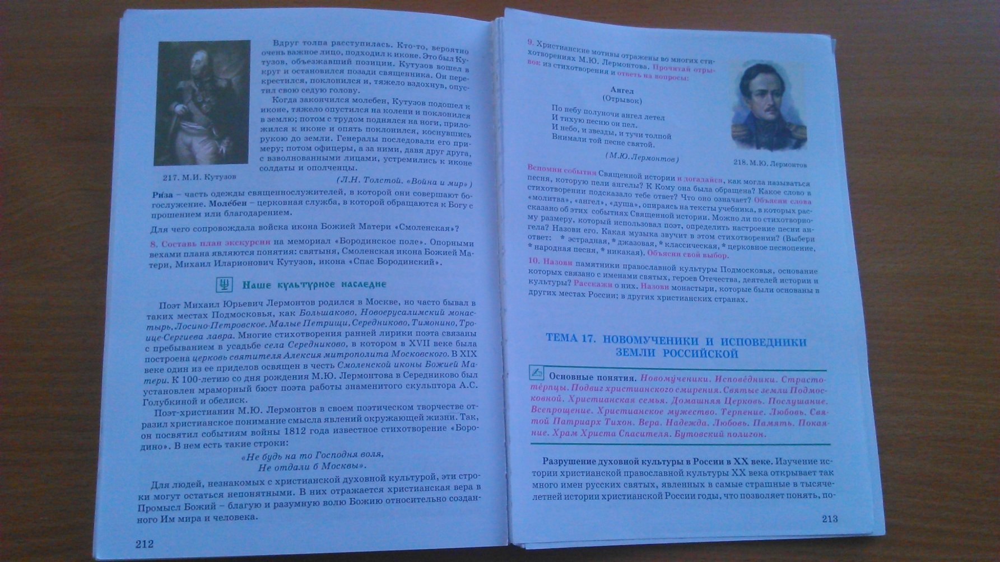 Вдруг толпа расступилась. Кто-то, вероятно
очень важное лицо, подходил к иконе. Это был Ку-
тузов, объезжавший позиции. Кутузов вошел в
круг и остановился позади священника. Он пере-
крестился, поклонился и, тяжело вздохнув, опус-
тил свою седую голову.
Когда закончился молебен, Кутузов подошел к
иконе, тяжело опустился на колени и поклонился
в землю; потом с трудом поднялся на ноги, прило-
жился к иконе и опять поклонился, коснувшись
рукою до земли. Генералы последовали его при-
меру; потом офицеры, а за ними, давя друг друга,
с взволнованными лицами, устремились к иконе
солдаты и ополченцы.
217. М.И. Кутузов
(Л.Н. Толстой. «Война и мир»)
Ри́за – часть одежды священнослужителей, в которой они совершают бо-
гослужение. Моле́бен – церковная служба, в которой обращаются к Богу с
прошением или благодарением.
Для чего сопровождала войска икона Божией Матери «Смоленская»?
8. Составь план экскурсии на мемориал «Бородинское поле». Опорными
вехами плана являются понятия: святыня, Смоленская икона Божией Ма-
тери, Михаил Иларионович Кутузов, икона «Спас Бородинский».
Наше культурное наследие
Поэт Михаил Юрьевич Лермонтов родился в Москве, но часто бывал в
таких местах Подмосковья, как Большаково, Новоерусалимский монас-
тырь, Лосино-Петровское. Малые Петрищи, Середниково, Тимонино, Тро-
ице-Сергиева лавра. Многие стихотворения ранней лирики поэта связаны
с пребыванием в усадьбе села Середниково, в котором в XVII веке была
построена церковь святителя Алексия митрополита Московского. В XIX
веке один из ее приделов освящен в честь Смоленской иконы Божией Ма-
тери. К 100-летию со дня рождения М.Ю. Лермонтова в Середниково был
установлен мраморный бюст поэта работы знаменитого скульптора А.С.
Голубкиной и обелиск.
Поэт-христианин М.Ю. Лермонтов в своем поэтическом творчестве от-
разил христианское понимание смысла явлений окружающей жизни. Так,
он посвятил событиям войны 1812 года известное стихотворение «Боро-
дино». В нем есть такие строки:
«Не будь на то Господня воля,
Не отдали б Москвы».
Для людей, незнакомых с христианской духовной культурой, эти стро-
ки могут остаться непонятными. В них отражается христианская вера в
Промысл Божий – благую и разумную волю Божию относительно создан-
ного Им мира и человека.
212
9. Христианские мотивы отражены во многих сти-
хотворениях М.Ю. Лермонтова. Прочитай отры-
вок из стихотворения и ответь на вопросы:
Ангел
(Отрывок)
По небу полуночи ангел летел
И тихую песню он пел.
И небо, и звезды, и тучи толпой
Внимали той песне святой.
(М.Ю. Лермонтов)
218. М.Ю. Лермонтов
Вспомни события Священной истории и догадайся, как могла называться
песня, которую пели ангелы? К Кому она была обращена? Какое слово в
стихотворении подсказало тебе ответ? Что оно означает? Объясни слова
«молитва», «ангел», «душа», опираясь на тексты учебника, в которых рас-
сказано об этих событиях Священной истории. Можно ли по стихотворно-
му размеру, который использовал поэт, определить настроение песни ан-
гела? Назови его. Какая музыка звучит в этом стихотворении? (Выбери
ответ: * эстрадная, * джазовая, * классическая, * церковное песнопение,
* народная песня, * никакая). Объясни свой выбор.
10. Назови памятники православной культуры Подмосковья, основание
которых связано с именами святых, героев Отечества, деятелей истории и
культуры? Расскажи о них. Назови монастыри, которые были основаны в
других местах России; в других христианских странах.
ТЕМА 17. НОВОМУЧЕНИКИ И ИСПОВЕДНИКИ
ЗЕМЛИ РОССИЙСКОЙ
Основные понятия. Новому́ченики. Испове́дники. Страсто-
те́рпцы. Подвиг христианского смирения. Святые земли Подмос-
ковной. Христианская семья. Домашняя Церковь. Послушание.
Всепрощение. Христианское мужество. Терпение. Любовь. Свя-
той Патриарх Тихон. Вера. Надежда. Любовь. Память. Покая-
ние. Храм Христа Спасителя. Бутовский полигон.
Разрушение духовной культуры в России в XX веке. Изучение ис-
тории христианской православной культуры XX века открывает так
много имен русских святых, явленных в самые страшные в тысяче-
летней истории христианской России годы, что позволяет понять, по-
213